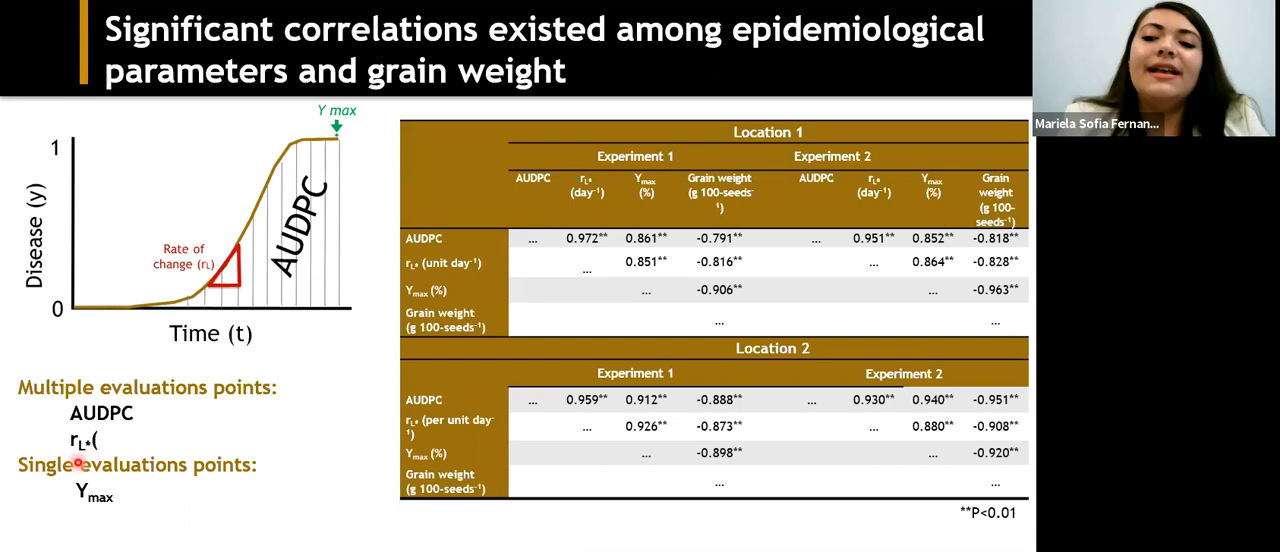 Significant correlations existed among epidemiological
parameters and grain weight
Mariela Sofia Fernan...
Y max
1
Disease (y)
AUDPC
Rate of
change (rL)
0
Time (t)
Multiple evaluations points:
AUDPC
rL*(
Single evaluations points:
Ymax
Location 1
Experiment 1 Experiment 2
AUDPC rL* (day-1) Ymax (%) Grain weight (g 100-seeds-1) AUDPC rL* (day-1) Ymax (%) Grain weight (g 100-seeds-1)
AUDPC ... 0.972** 0.861** -0.791** ... 0.951** 0.852** -0.818**
rL* (unit day-1) ... 0.851** -0.816** ... 0.864** -0.828**
Ymax (%) ... -0.906** ... -0.963**
Grain weight (g 100-seeds-1) ... ...
Location 2
Experiment 1 Experiment 2
AUDPC ... 0.959** 0.912** -0.888** ... 0.930** 0.940** -0.951**
rL* (per unit day-1) ... 0.926** -0.873** ... 0.880** -0.908**
Ymax (%) ... -0.898** ... -0.920**
Grain weight (g 100-seeds-1) ... ...
**P<0.01